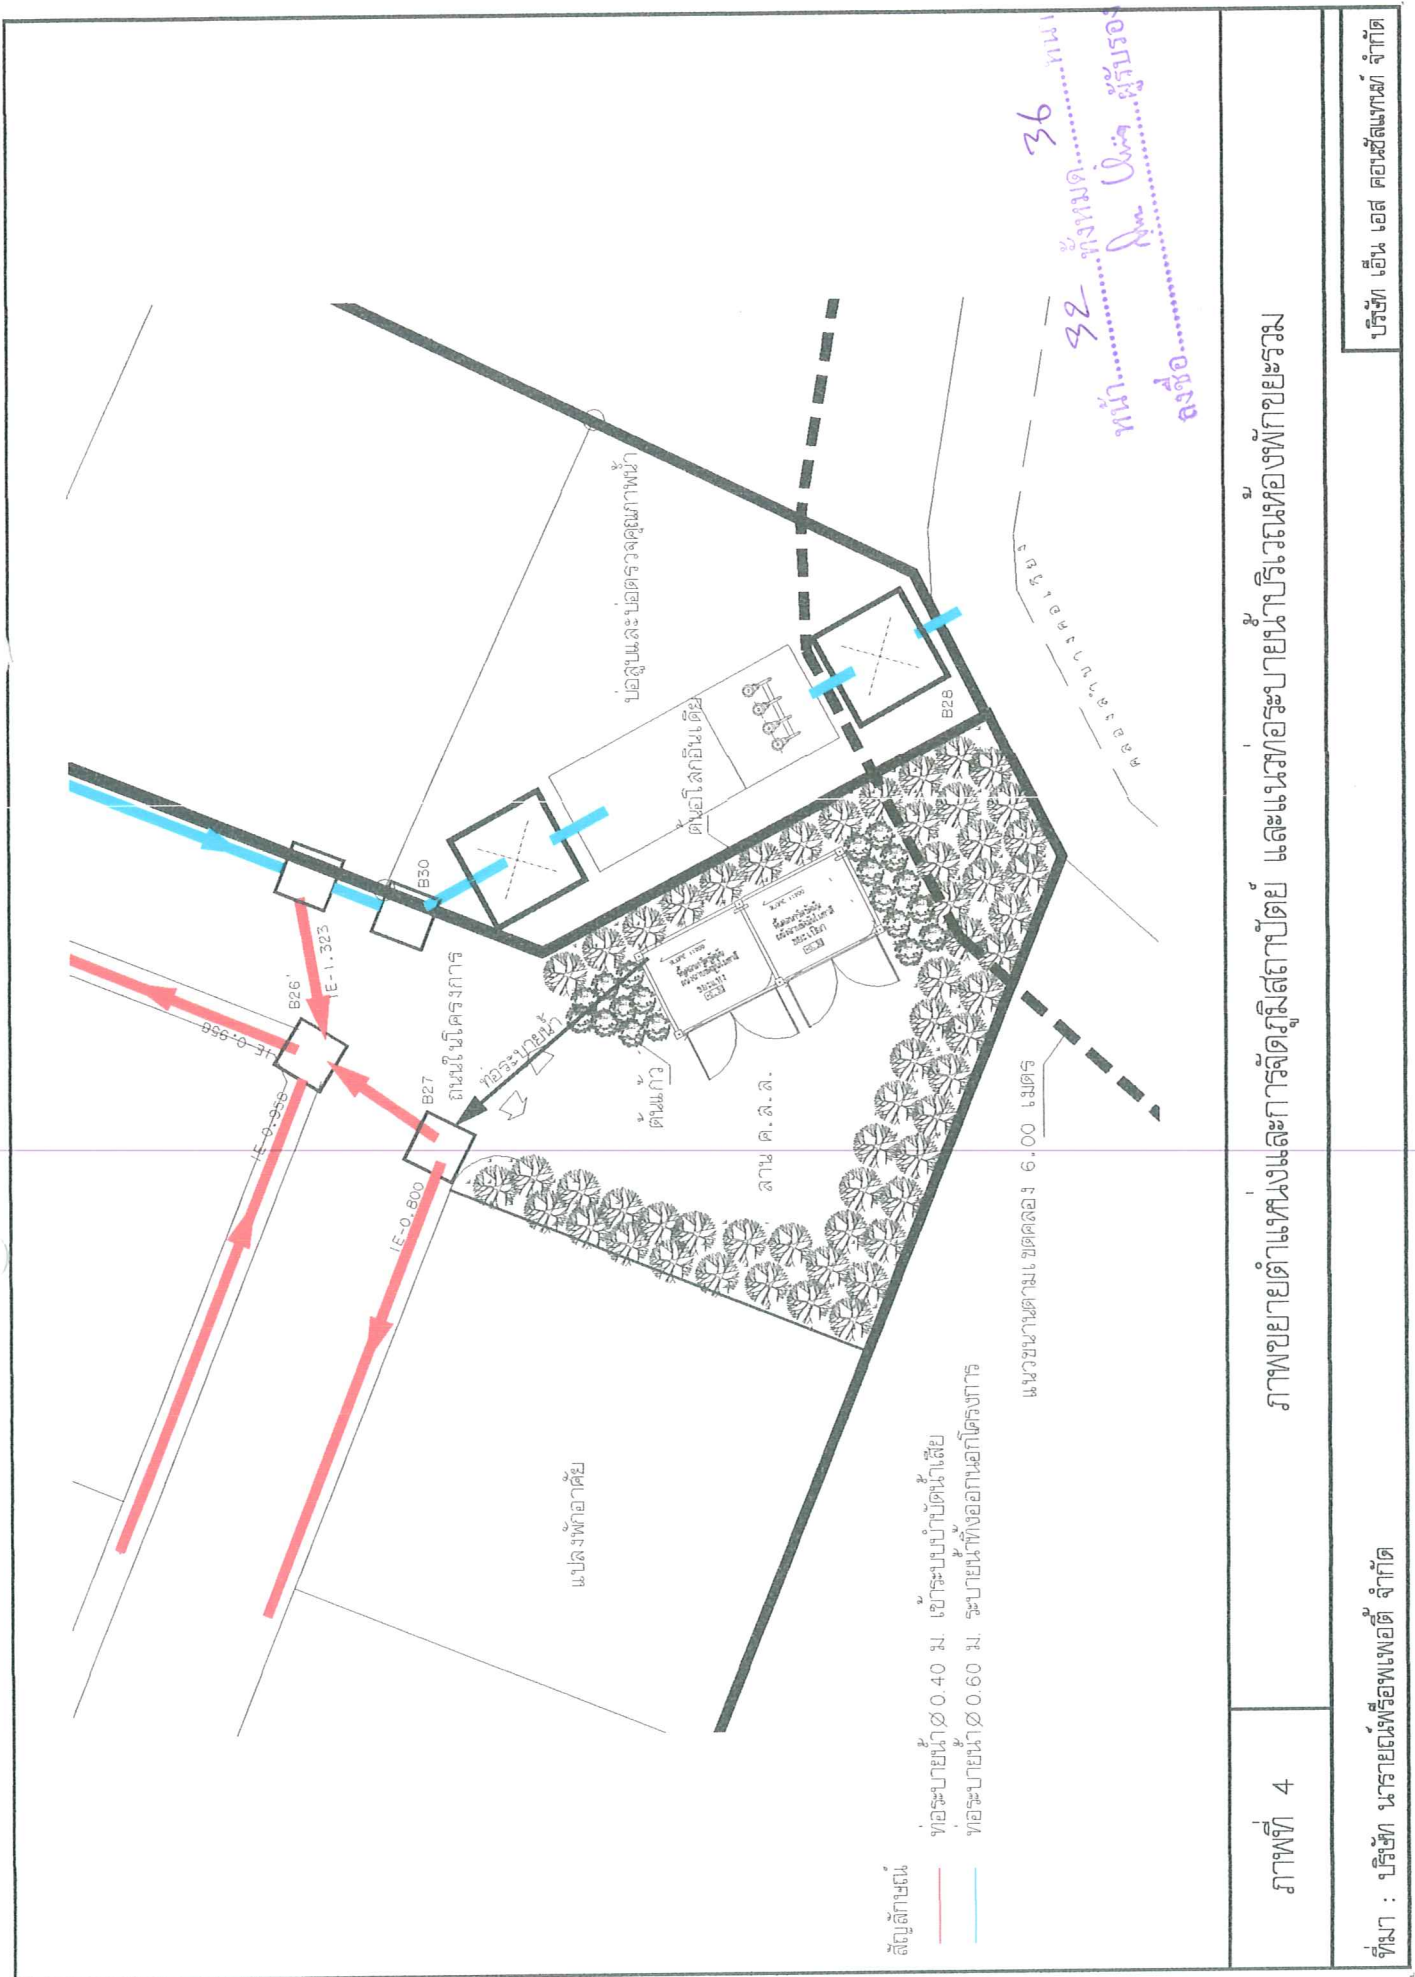 หน้า.......32....ทั้งหมด....36....หน้า
ลงชื่อ....................ผู้รับรอง
บ่อสูบและบ่อตรวจคุณภาพน้ำ
ต้นอโศกอินเดีย
B30
B28
B26'
IE-1.323
IE-0.950
IE-0.950
B27
IE-0.800
ถนนในโครงการ
ท่อระบายน้ำ
ต้นแก้ว
ลาน ค.ส.ล.
แปลงพักอาศัย
แนวขนานตามเขตคลอง 6.00 เมตร
สัญลักษณ์
ท่อระบายน้ำ Ø 0.40 ม. เข้าระบบบำบัดน้ำเสีย
ท่อระบายน้ำ Ø 0.60 ม. ระบายน้ำทิ้งออกนอกโครงการ
ภาพที่ 4
ภาพขยายตำแหน่งและการจัดภูมิสถาปัตย์ และแนวท่อระบายน้ำบริเวณห้องพักขยะรวม
ที่มา : บริษัท นารายณ์พร็อพเพอตี้ จำกัด
บริษัท เอ็น เอส คอนซัลแทนท์ จำกัด